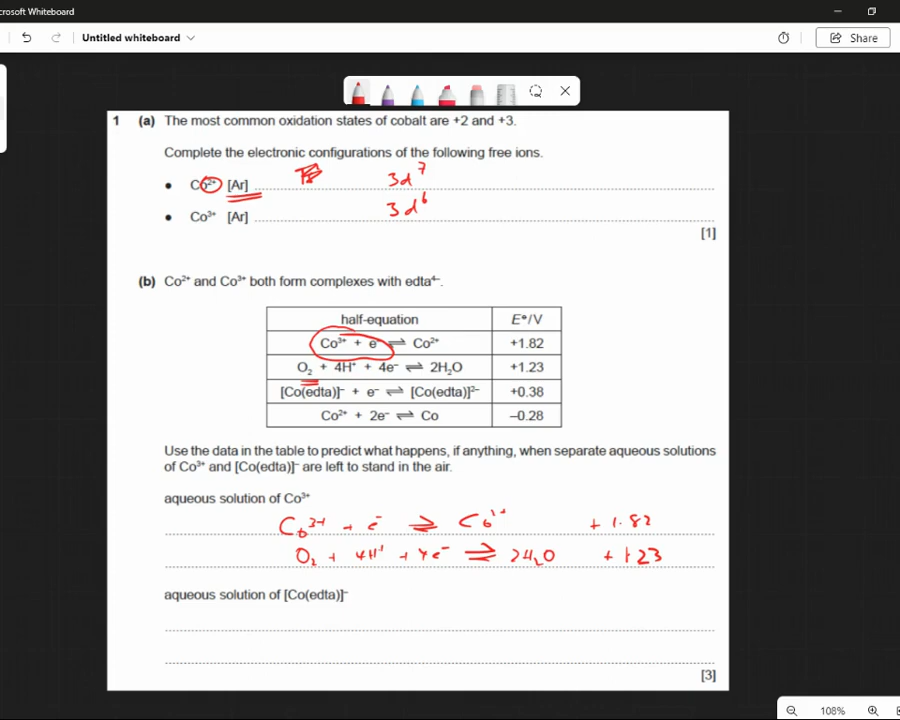 crosoft Whiteboard
Untitled whiteboard
Share
1 (a) The most common oxidation states of cobalt are +2 and +3.
Complete the electronic configurations of the following free ions.
• Co²⁺ [Ar] 3d⁷
• Co³⁺ [Ar] 3d⁶
[1]
(b) Co²⁺ and Co³⁺ both form complexes with edta⁴⁻.
half-equation E°/V
Co³⁺ + e⁻ ⇌ Co²⁺ +1.82
O₂ + 4H⁺ + 4e⁻ ⇌ 2H₂O +1.23
[Co(edta)]⁻ + e⁻ ⇌ [Co(edta)]²⁻ +0.38
Co²⁺ + 2e⁻ ⇌ Co –0.28
Use the data in the table to predict what happens, if anything, when separate aqueous solutions
of Co³⁺ and [Co(edta)]⁻ are left to stand in the air.
aqueous solution of Co³⁺
Co³⁺ + e⁻ ⇌ Co²⁺ +1.82
O₂ + 4H⁺ + 4e⁻ ⇌ 2H₂O +1.23
aqueous solution of [Co(edta)]⁻
[3]
108%